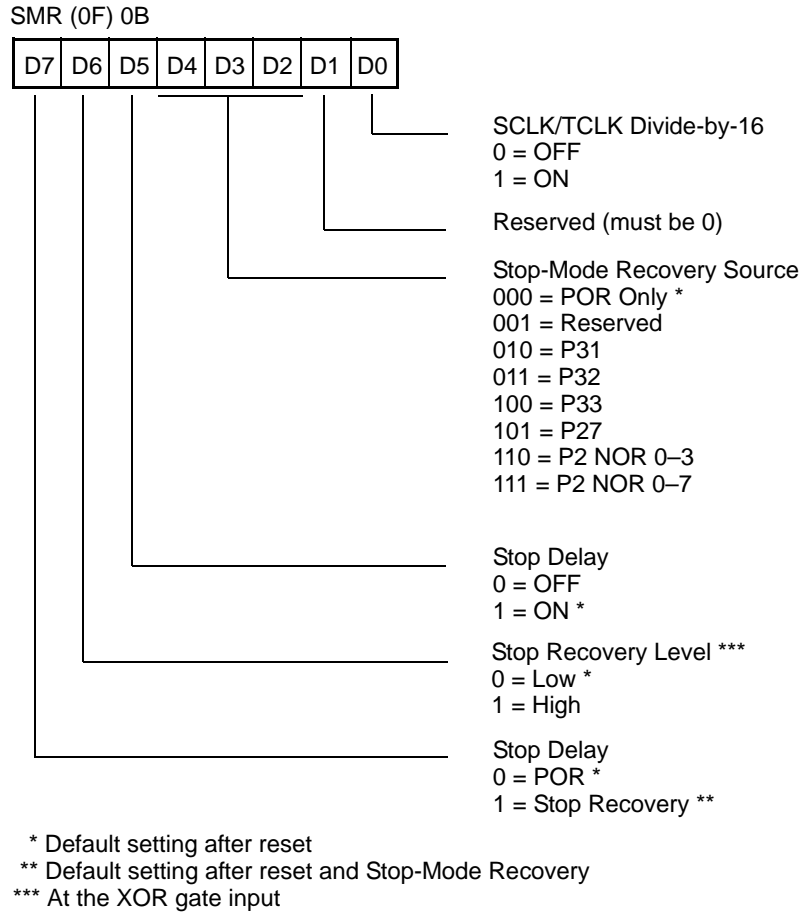 SMR (0F) 0B
D7 D6 D5 D4 D3 D2 D1 D0
SCLK/TCLK Divide-by-16
0 = OFF
1 = ON
Reserved (must be 0)
Stop-Mode Recovery Source
000 = POR Only *
001 = Reserved
010 = P31
011 = P32
100 = P33
101 = P27
110 = P2 NOR 0–3
111 = P2 NOR 0–7
Stop Delay
0 = OFF
1 = ON *
Stop Recovery Level ***
0 = Low *
1 = High
Stop Delay
0 = POR *
1 = Stop Recovery **
* Default setting after reset
** Default setting after reset and Stop-Mode Recovery
*** At the XOR gate input